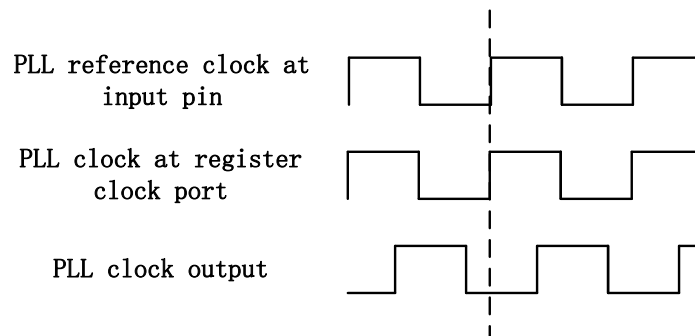 PLL reference clock at
input pin
PLL clock at register
clock port
PLL clock output